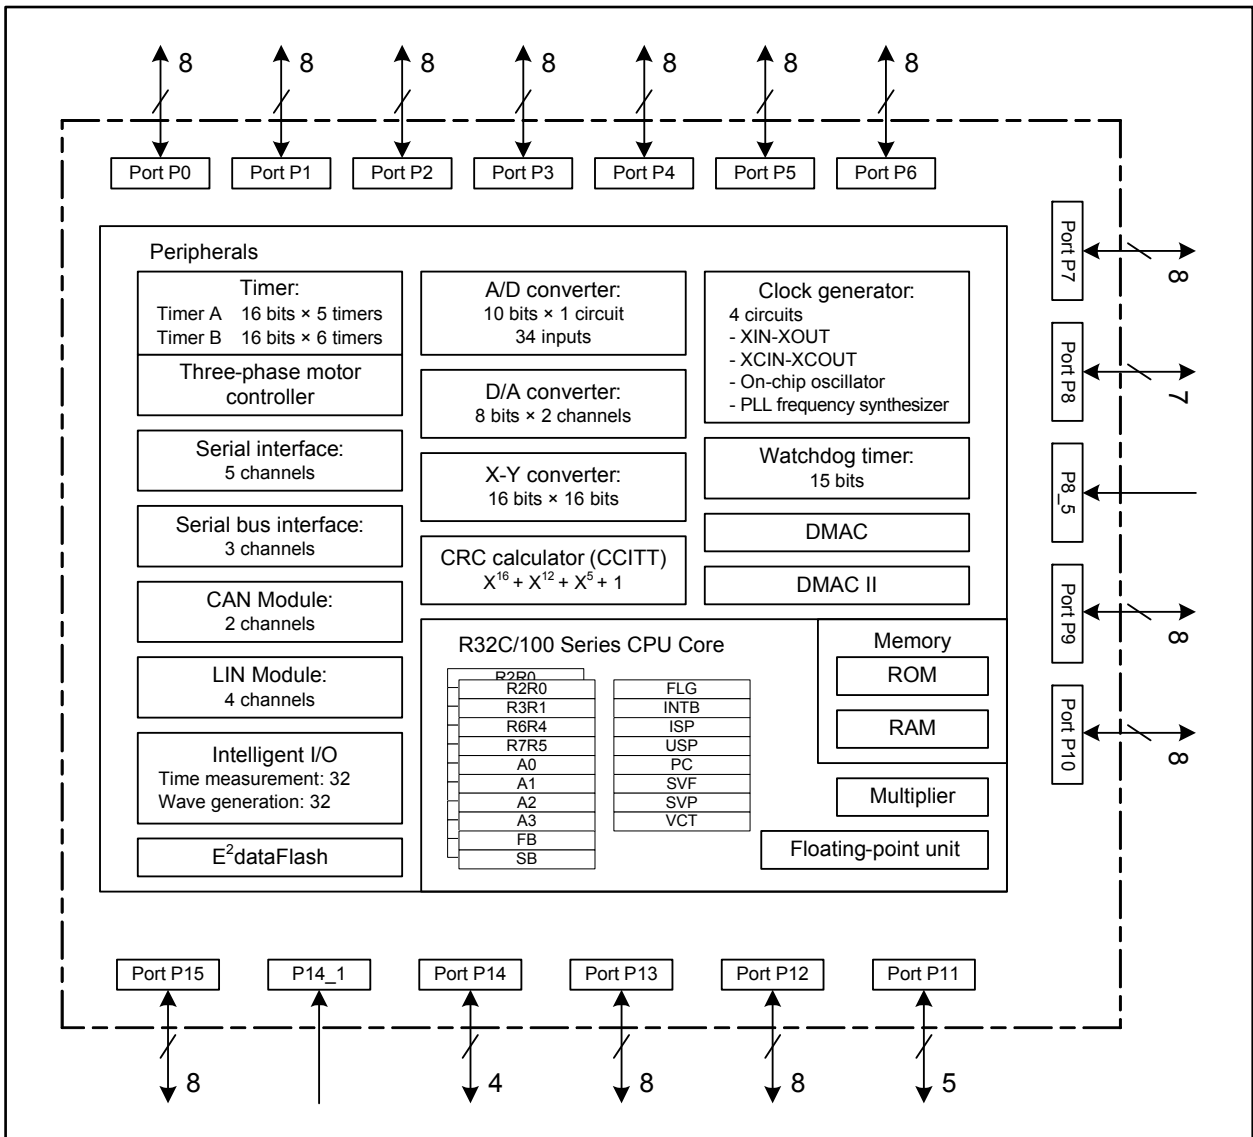 8 8 8 8 8 8 8
Port P0 Port P1 Port P2 Port P3 Port P4 Port P5 Port P6
Port P7
8
Port P8
7
P8_5
Port P9
8
Port P10
8
Peripherals
Timer:
Timer A 16 bits × 5 timers
Timer B 16 bits × 6 timers
Three-phase motor
controller
Serial interface:
5 channels
Serial bus interface:
3 channels
CAN Module:
2 channels
LIN Module:
4 channels
Intelligent I/O
Time measurement: 32
Wave generation: 32
E²dataFlash
A/D converter:
10 bits × 1 circuit
34 inputs
D/A converter:
8 bits × 2 channels
X-Y converter:
16 bits × 16 bits
CRC calculator (CCITT)
X¹⁶ + X¹² + X⁵ + 1
Clock generator:
4 circuits
- XIN-XOUT
- XCIN-XCOUT
- On-chip oscillator
- PLL frequency synthesizer
Watchdog timer:
15 bits
DMAC
DMAC II
R32C/100 Series CPU Core
R2R0
R2R0
R3R1
R6R4
R7R5
A0
A1
A2
A3
FB
SB
FLG
INTB
ISP
USP
PC
SVF
SVP
VCT
Memory
ROM
RAM
Multiplier
Floating-point unit
Port P15 P14_1 Port P14 Port P13 Port P12 Port P11
8 4 8 8 5